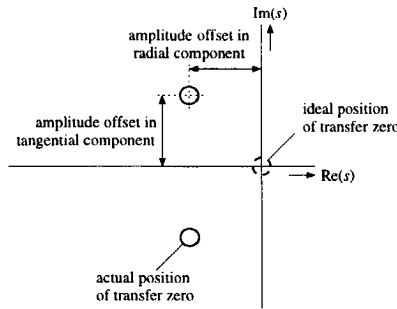 Im(s)
amplitude offset in
radial component
amplitude offset in
tangential component
ideal position
of transfer zero
Re(s)
actual position
of transfer zero